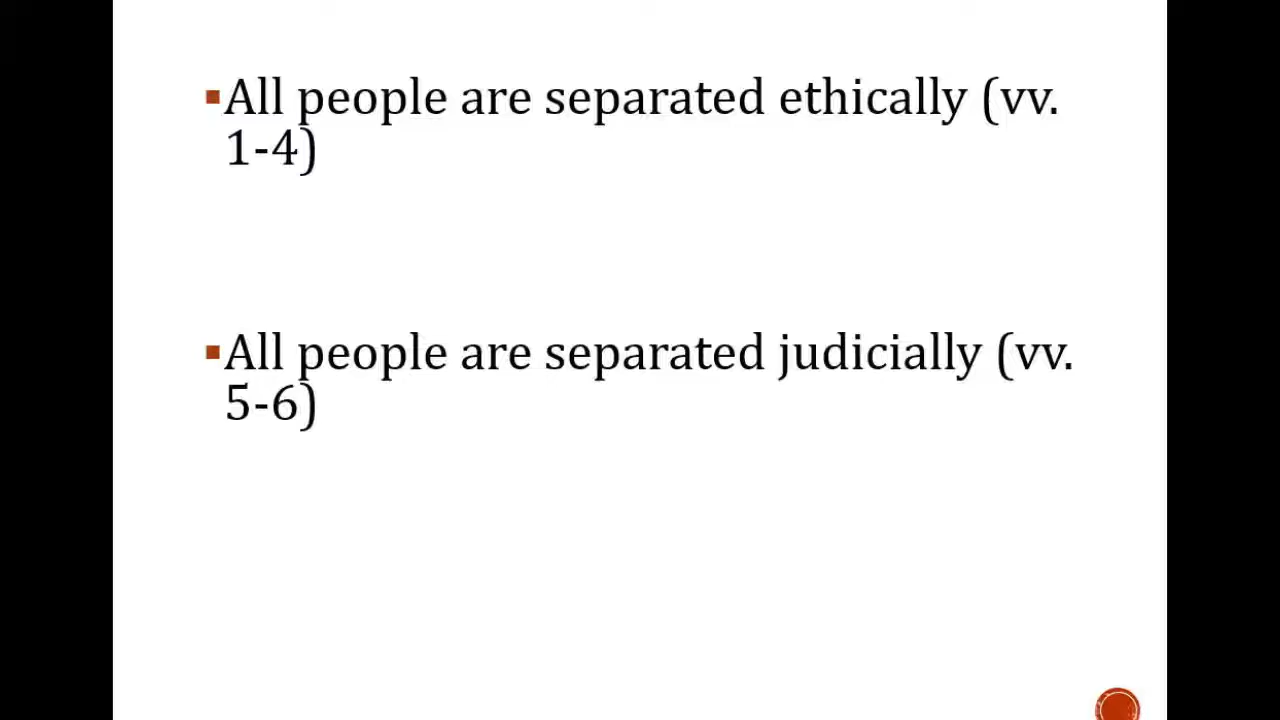 ▪All people are separated ethically (vv.
1-4)
▪All people are separated judicially (vv.
5-6)